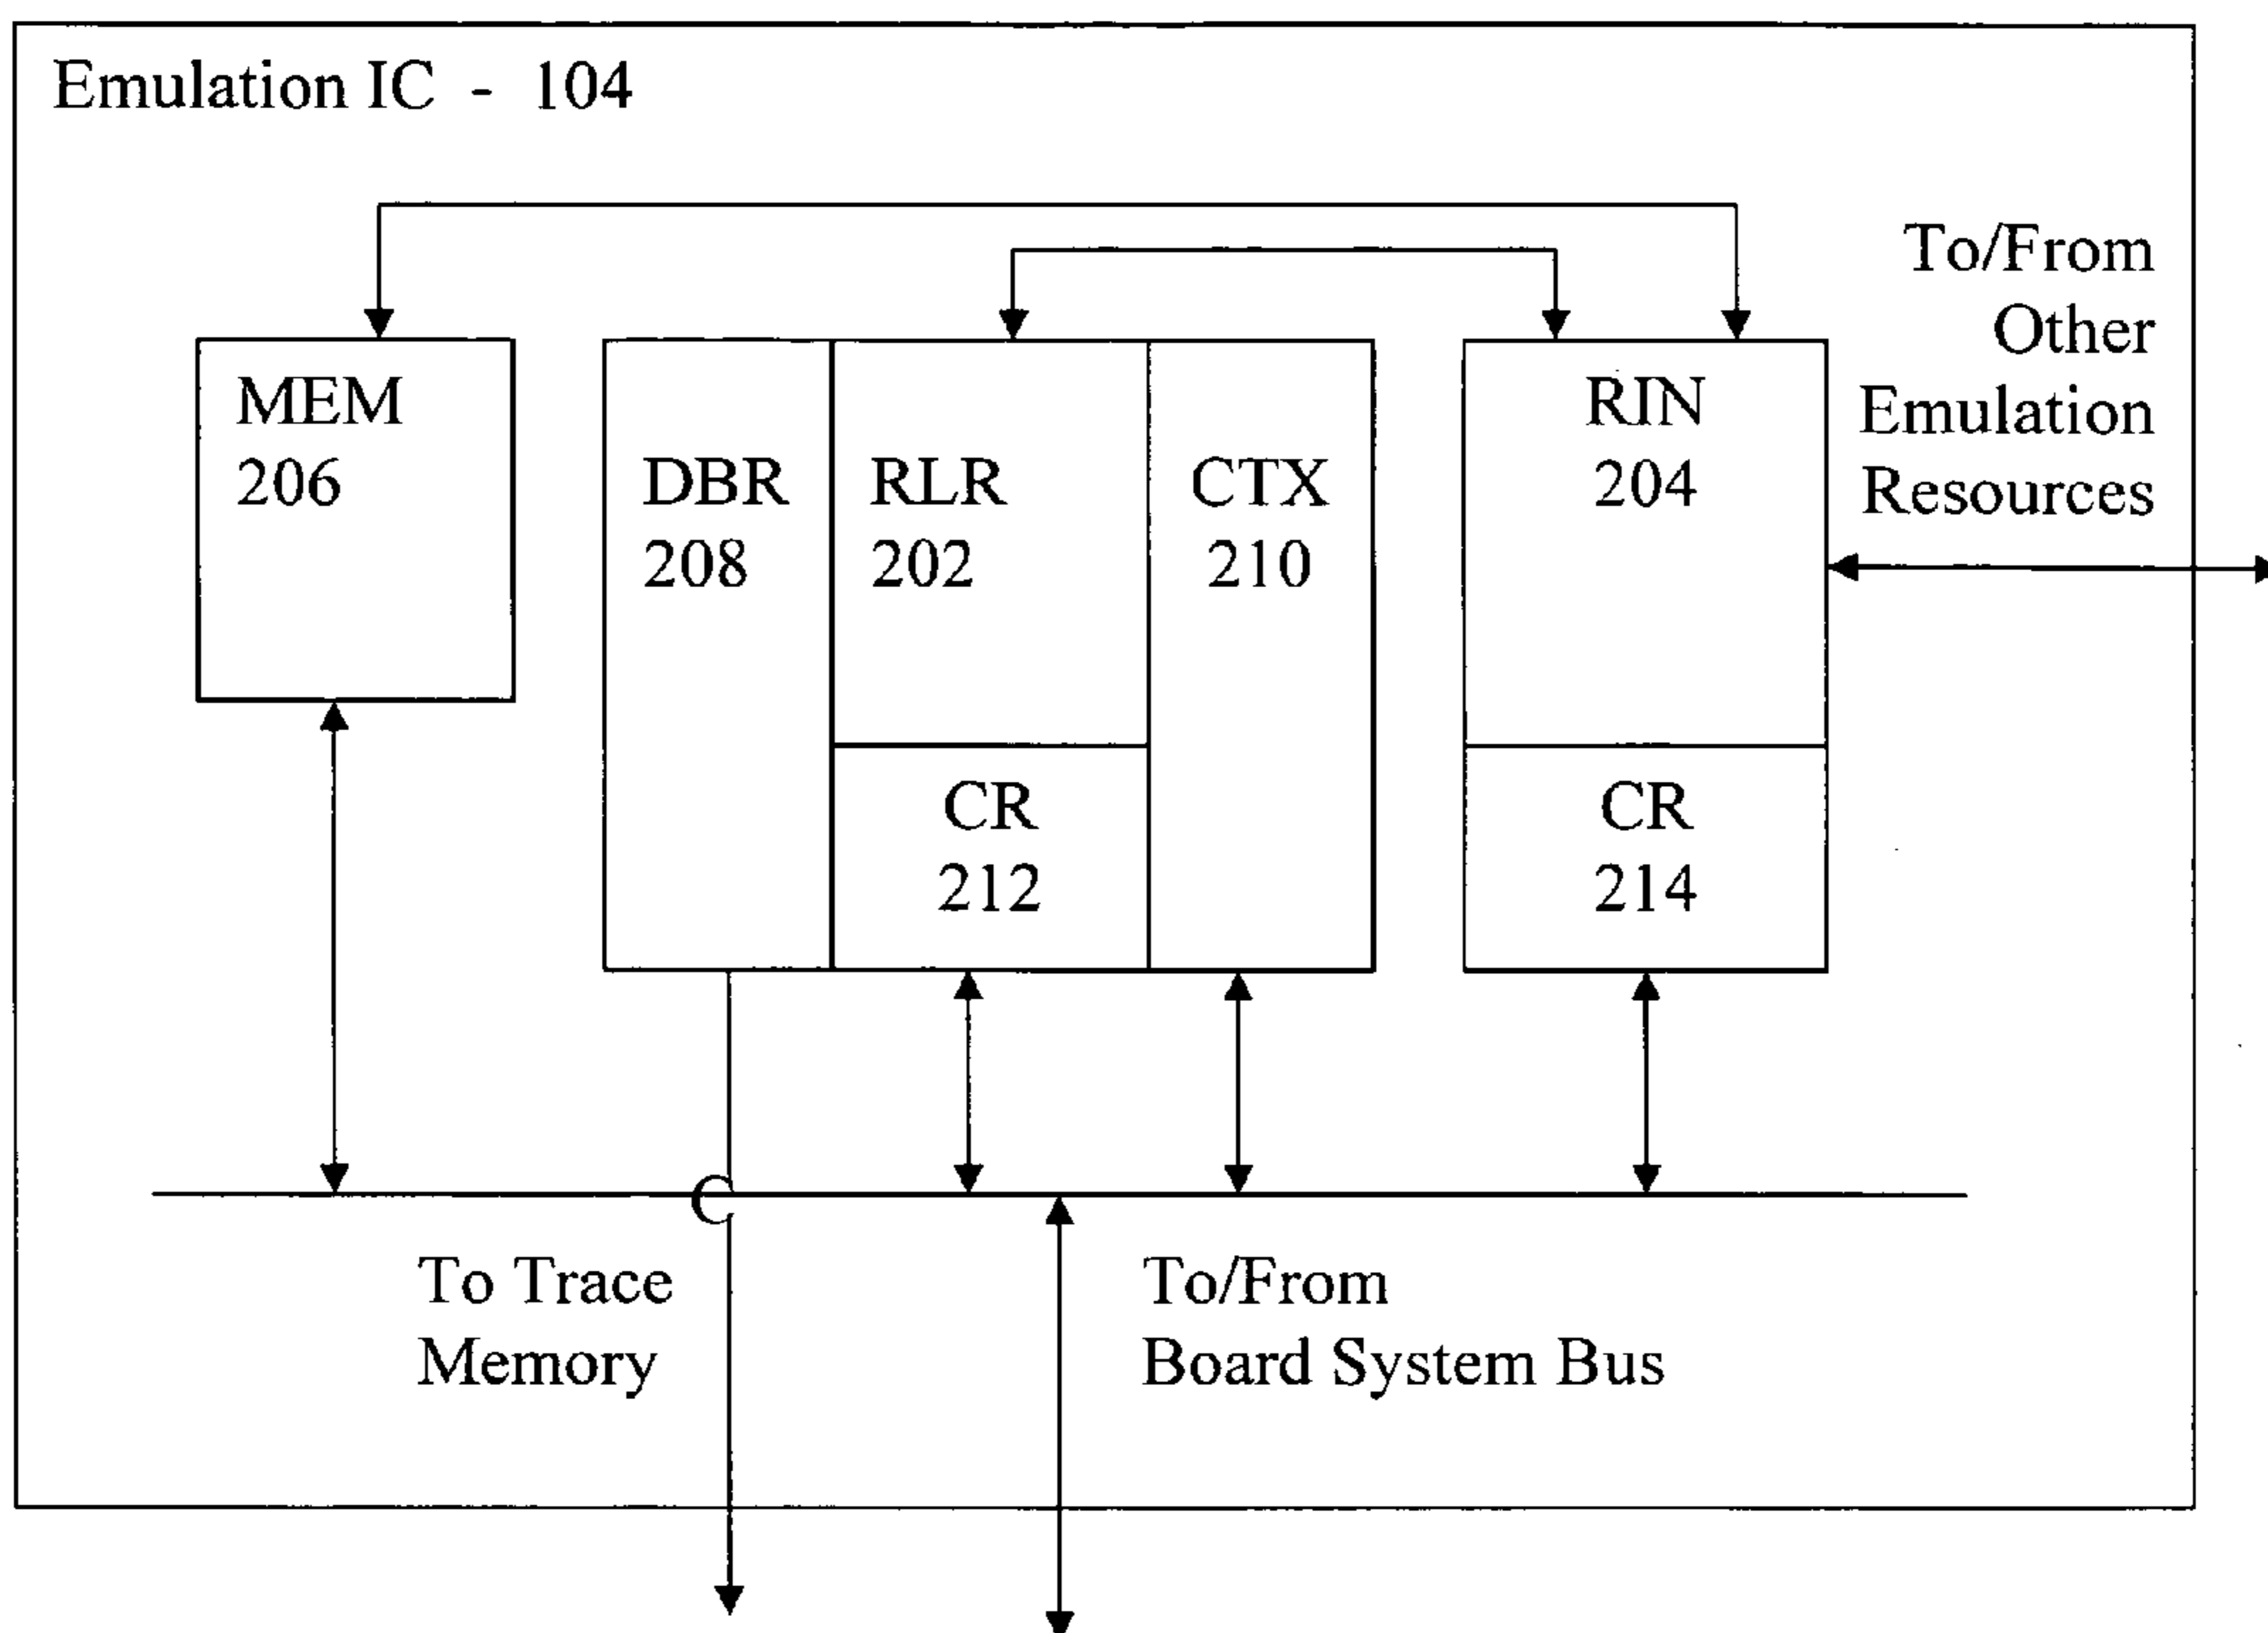 Emulation IC - 104
To/From
Other
Emulation
Resources
MEM
206
DBR
208
RLR
202
CTX
210
RIN
204
CR
212
CR
214
To Trace
Memory
To/From
Board System Bus